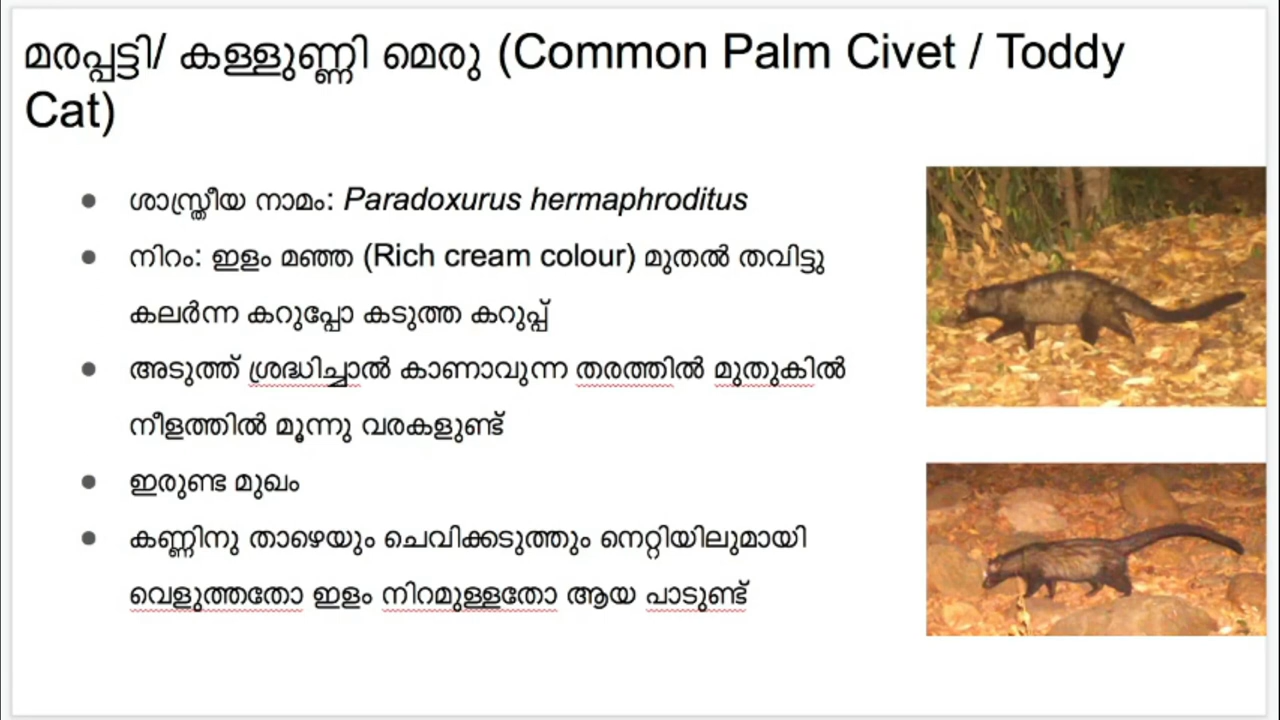 മരപ്പട്ടി/ കള്ളുണ്ണി മെരു (Common Palm Civet / Toddy
Cat)
ശാസ്ത്രീയ നാമം: Paradoxurus hermaphroditus
നിറം: ഇളം മഞ്ഞ (Rich cream colour) മുതൽ തവിട്ടു
കലർന്ന കറുപ്പോ കടുത്ത കറുപ്പ്
അടുത്ത് ശ്രദ്ധിച്ചാൽ കാണാവുന്ന തരത്തിൽ മുതുകിൽ
നീളത്തിൽ മൂന്നു വരകളുണ്ട്
ഇരുണ്ട മുഖം
കണ്ണിനു താഴെയും ചെവിക്കടുത്തും നെറ്റിയിലുമായി
വെളുത്തതോ ഇളം നിറമുള്ളതോ ആയ പാടുണ്ട്